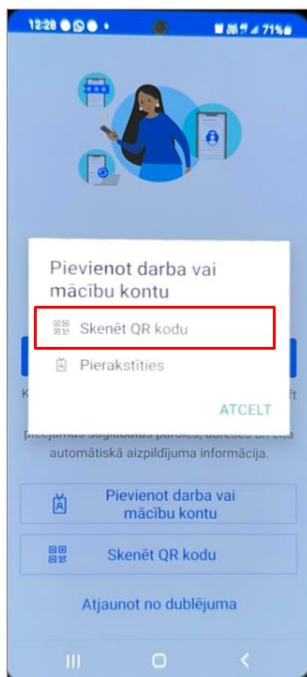 12:28
71%
Pievienot darba vai
mācību kontu
Skenēt QR kodu
Pierakstīties
ATCELT
automātiskā aizpildījuma informācija.
Pievienot darba vai
mācību kontu
Skenēt QR kodu
Atjaunot no dublējuma